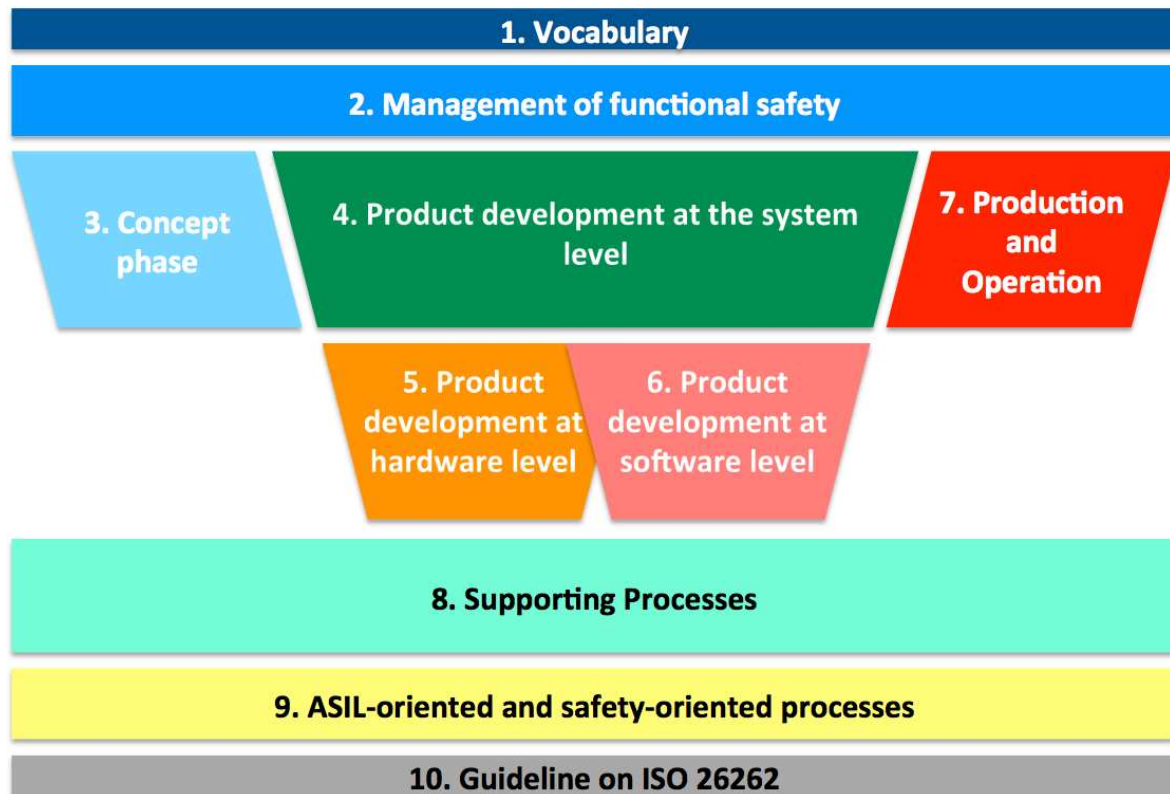 1. Vocabulary
2. Management of functional safety
3. Concept
phase
4. Product development at the system
level
7. Production
and
Operation
5. Product
development at
hardware level
6. Product
development at
software level
8. Supporting Processes
9. ASIL-oriented and safety-oriented processes
10. Guideline on ISO 26262